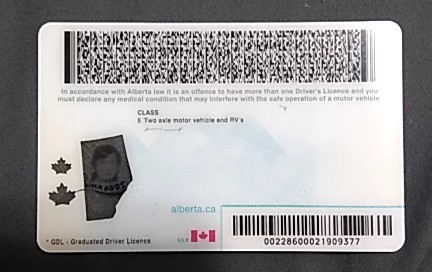 In accordance with Alberta law it is an offence to have more than one Driver's Licence and you
must declare any medical condition that may interfere with the safe operation of a motor vehicle
CLASS
5 Two axle motor vehicle and RV's
alberta.ca
* GDL - Graduated Driver Licence
00228600021909377